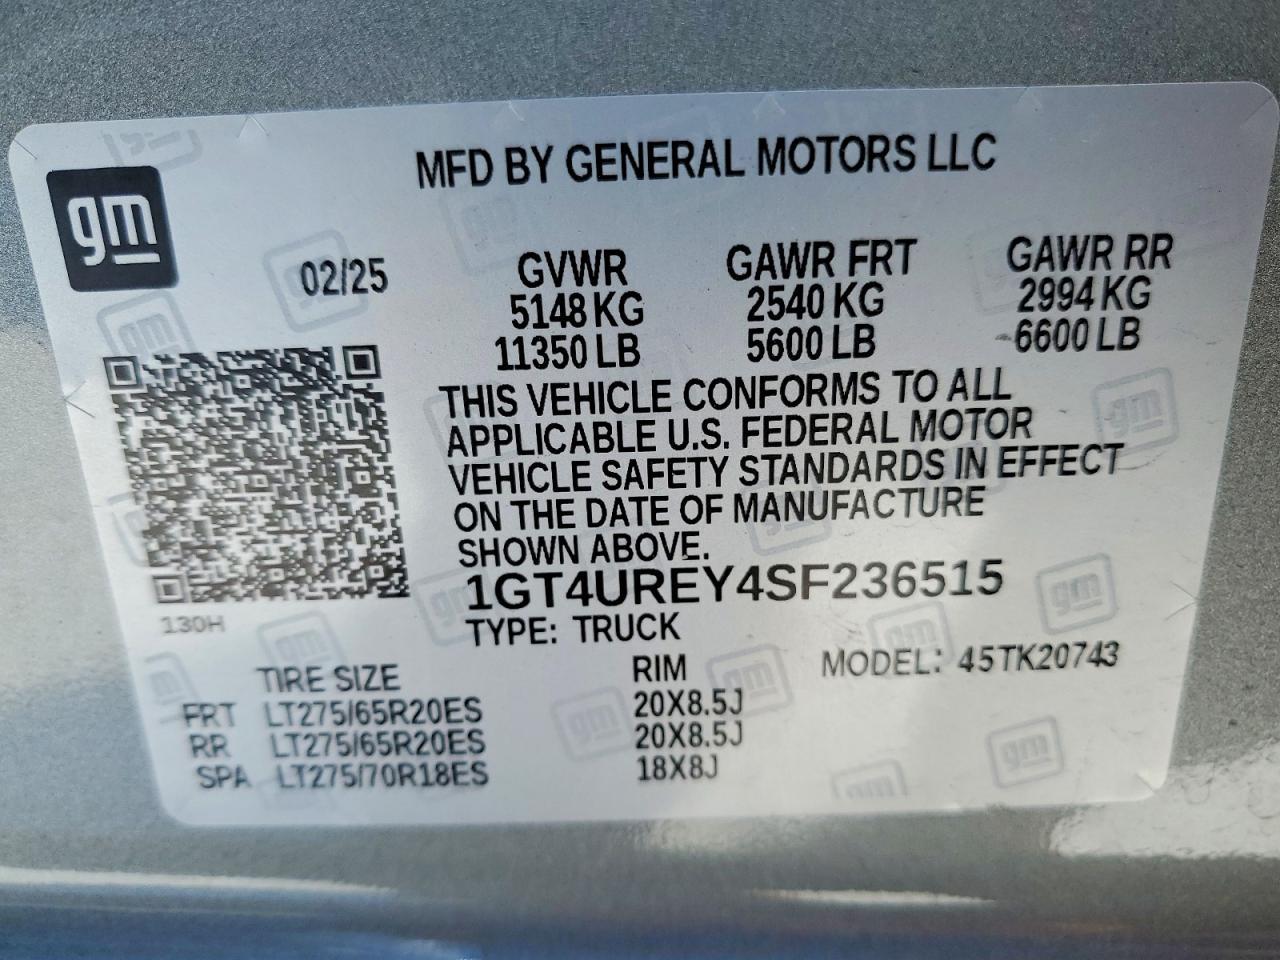 gm
MFD BY GENERAL MOTORS LLC
02/25 GVWR GAWR FRT GAWR RR
5148 KG 2540 KG 2994 KG
11350 LB 5600 LB 6600 LB
THIS VEHICLE CONFORMS TO ALL
APPLICABLE U.S. FEDERAL MOTOR
VEHICLE SAFETY STANDARDS IN EFFECT
ON THE DATE OF MANUFACTURE
SHOWN ABOVE.
1GT4UREY4SF236515
130H
TYPE: TRUCK
TIRE SIZE RIM MODEL: 45TK20743
FRT LT275/65R20ES 20X8.5J
RR LT275/65R20ES 20X8.5J
SPA LT275/70R18ES 18X8J